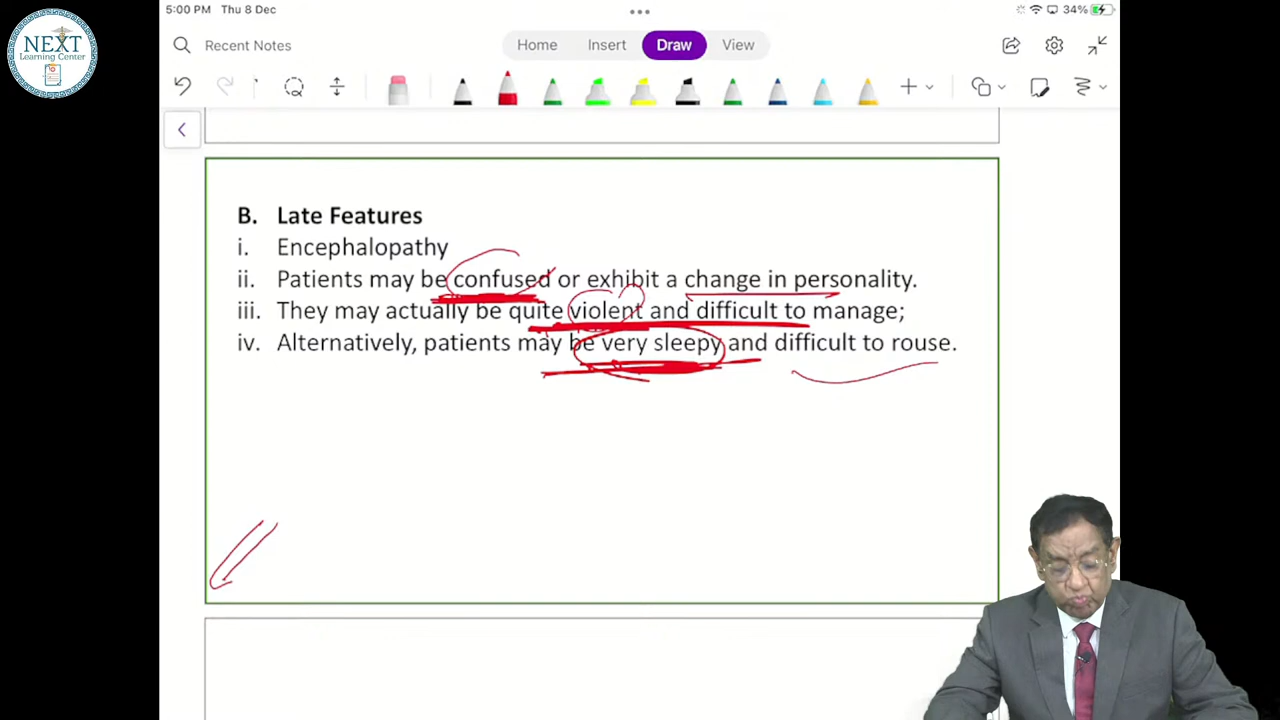 5:00 PM Thu 8 Dec
34%
NEXT
Learning Center
Recent Notes
Home Insert Draw View
B. Late Features
i. Encephalopathy
ii. Patients may be confused or exhibit a change in personality.
iii. They may actually be quite violent and difficult to manage;
iv. Alternatively, patients may be very sleepy and difficult to rouse.